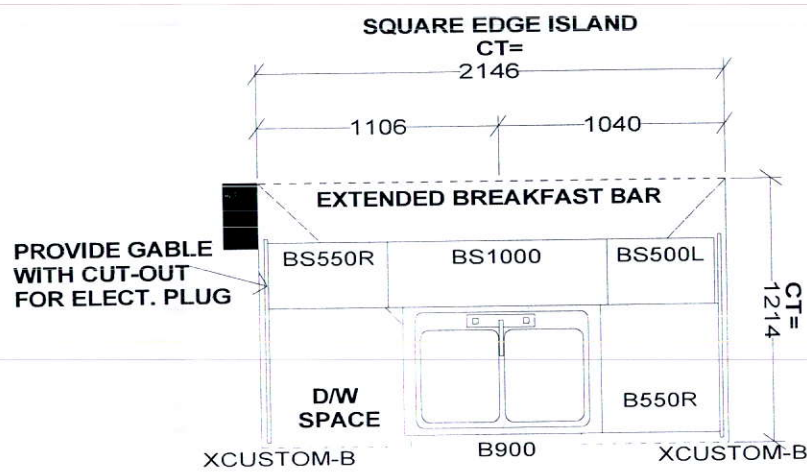 SQUARE EDGE ISLAND
CT=
2146
1106
1040
EXTENDED BREAKFAST BAR
PROVIDE GABLE
WITH CUT-OUT
FOR ELECT. PLUG
BS550R
BS1000
BS500L
CT=
1214
D/W
SPACE
B550R
XCUSTOM-B
B900
XCUSTOM-B